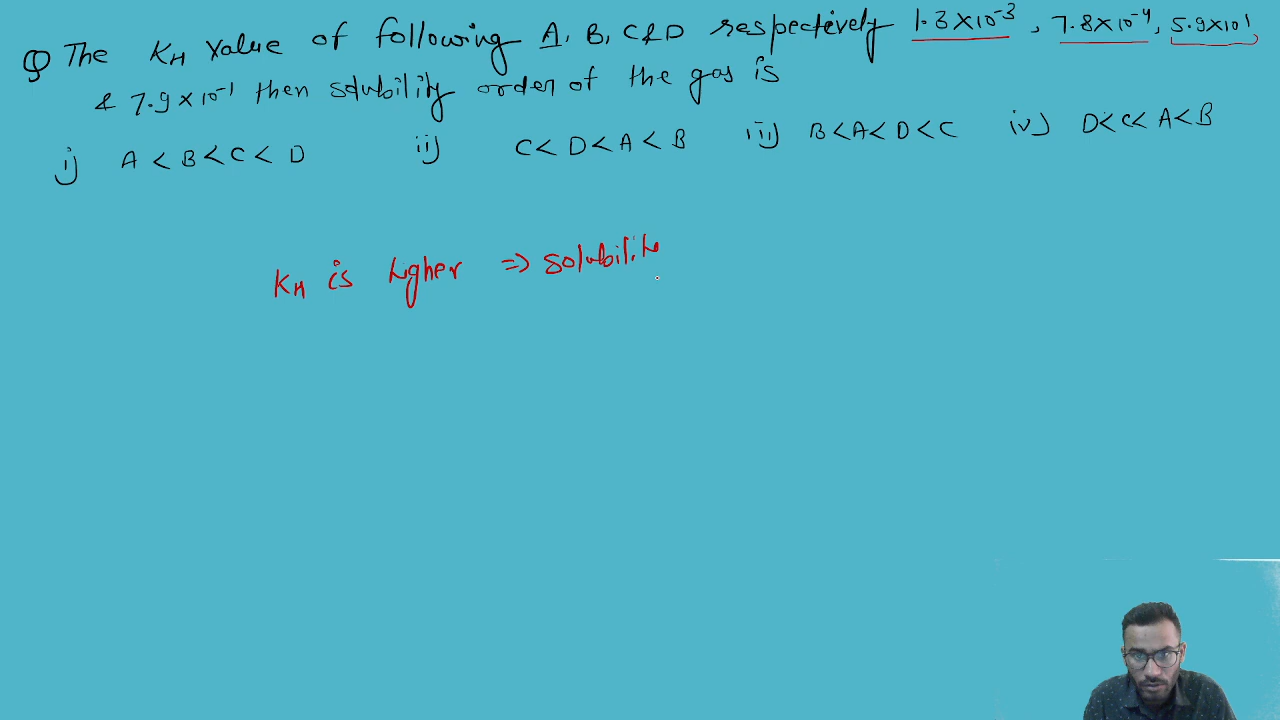 Q The KH value of following A, B, C & D respectively 1.3×10⁻³, 7.8×10⁻⁴, 5.9×10¹
& 7.9×10⁻¹ then solubility order of the gas is
i) A < B < C < D ii) C < D < A < B iii) B < A < D < C iv) D < C < A < B
KH is higher ⇒ solubilit